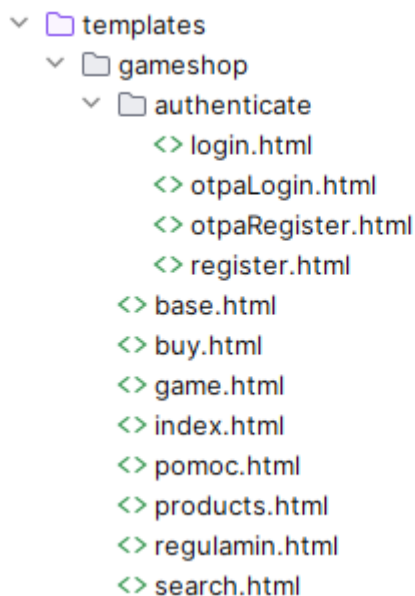 templates
gameshop
authenticate
<> login.html
<> otpaLogin.html
<> otpaRegister.html
<> register.html
<> base.html
<> buy.html
<> game.html
<> index.html
<> pomoc.html
<> products.html
<> regulamin.html
<> search.html